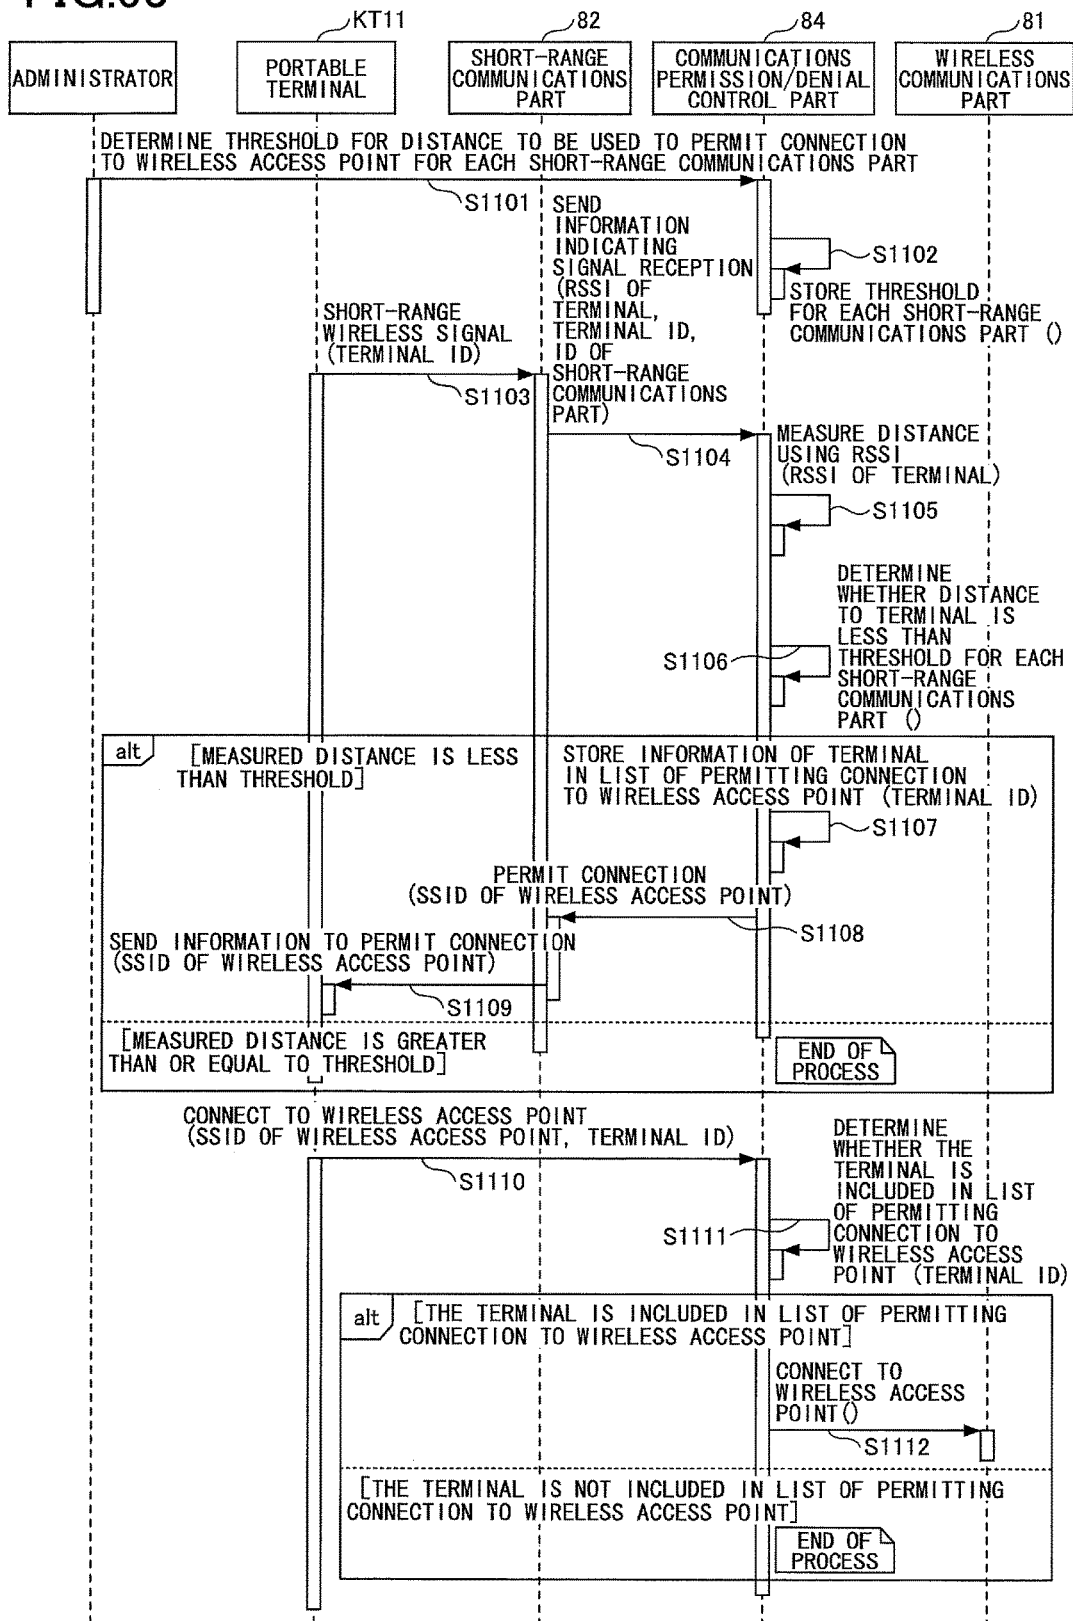 KT11
82
84
81
ADMINISTRATOR
PORTABLE
TERMINAL
SHORT-RANGE
COMMUNICATIONS
PART
COMMUNICATIONS
PERMISSION/DENIAL
CONTROL PART
WIRELESS
COMMUNICATIONS
PART
DETERMINE THRESHOLD FOR DISTANCE TO BE USED TO PERMIT CONNECTION
TO WIRELESS ACCESS POINT FOR EACH SHORT-RANGE COMMUNICATIONS PART
S1101
S1102
STORE THRESHOLD
FOR EACH SHORT-RANGE
COMMUNICATIONS PART ()
SHORT-RANGE
WIRELESS SIGNAL
(TERMINAL ID)
S1103
SEND
INFORMATION
INDICATING
SIGNAL RECEPTION
(RSSI OF
TERMINAL,
TERMINAL ID,
ID OF
SHORT-RANGE
COMMUNICATIONS
PART)
S1104
MEASURE DISTANCE
USING RSSI
(RSSI OF TERMINAL)
S1105
DETERMINE
WHETHER DISTANCE
TO TERMINAL IS
LESS THAN
THRESHOLD FOR EACH
SHORT-RANGE
COMMUNICATIONS
PART ()
S1106
alt
[MEASURED DISTANCE IS LESS
THAN THRESHOLD]
STORE INFORMATION OF TERMINAL
IN LIST OF PERMITTING CONNECTION
TO WIRELESS ACCESS POINT (TERMINAL ID)
S1107
PERMIT CONNECTION
(SSID OF WIRELESS ACCESS POINT)
S1108
SEND INFORMATION TO PERMIT CONNECTION
(SSID OF WIRELESS ACCESS POINT)
S1109
[MEASURED DISTANCE IS GREATER
THAN OR EQUAL TO THRESHOLD]
END OF
PROCESS
CONNECT TO WIRELESS ACCESS POINT
(SSID OF WIRELESS ACCESS POINT, TERMINAL ID)
S1110
DETERMINE
WHETHER THE
TERMINAL IS
INCLUDED IN LIST
OF PERMITTING
CONNECTION TO
WIRELESS ACCESS
POINT (TERMINAL ID)
S1111
alt
[THE TERMINAL IS INCLUDED IN LIST OF PERMITTING
CONNECTION TO WIRELESS ACCESS POINT]
CONNECT TO
WIRELESS ACCESS
POINT()
S1112
[THE TERMINAL IS NOT INCLUDED IN LIST OF PERMITTING
CONNECTION TO WIRELESS ACCESS POINT]
END OF
PROCESS